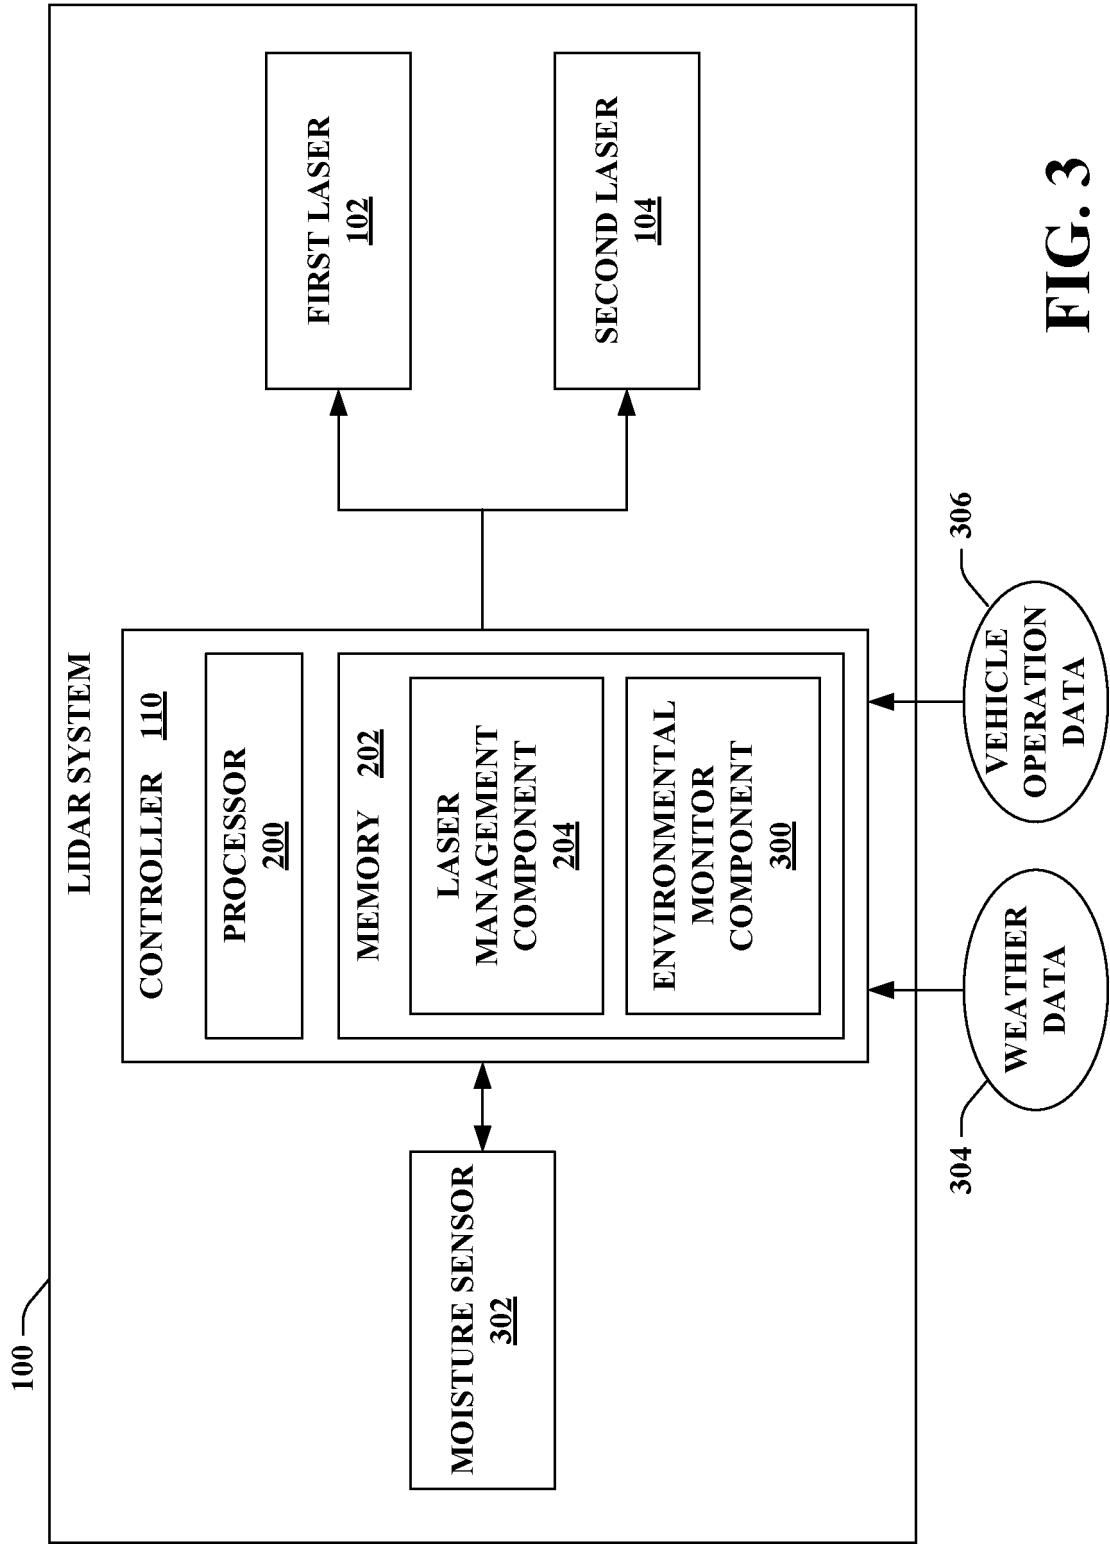 100
LIDAR SYSTEM
CONTROLLER 110
PROCESSOR
200
MEMORY 202
LASER
MANAGEMENT
COMPONENT
204
ENVIRONMENTAL
MONITOR
COMPONENT
300
MOISTURE SENSOR
302
FIRST LASER
102
SECOND LASER
104
304
WEATHER
DATA
306
VEHICLE
OPERATION
DATA
FIG. 3